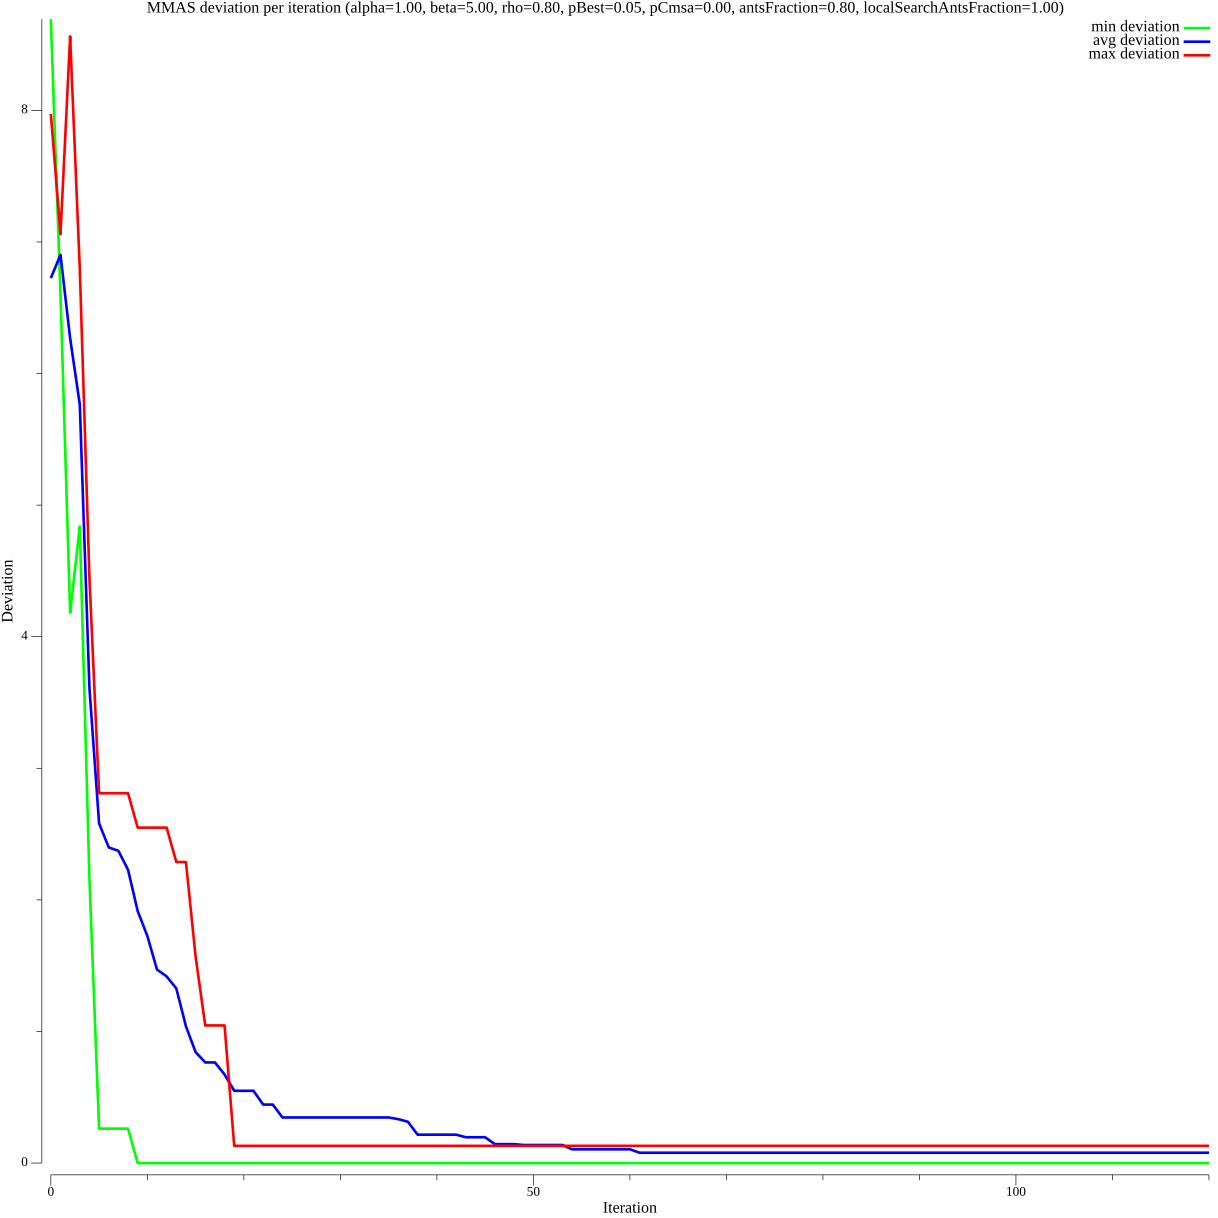 MMAS deviation per iteration (alpha=1.00, beta=5.00, rho=0.80, pBest=0.05, pCmsa=0.00, antsFraction=0.80, localSearchAntsFraction=1.00)
min deviation
avg deviation
max deviation
8
4
0
Deviation
0 50 100
Iteration